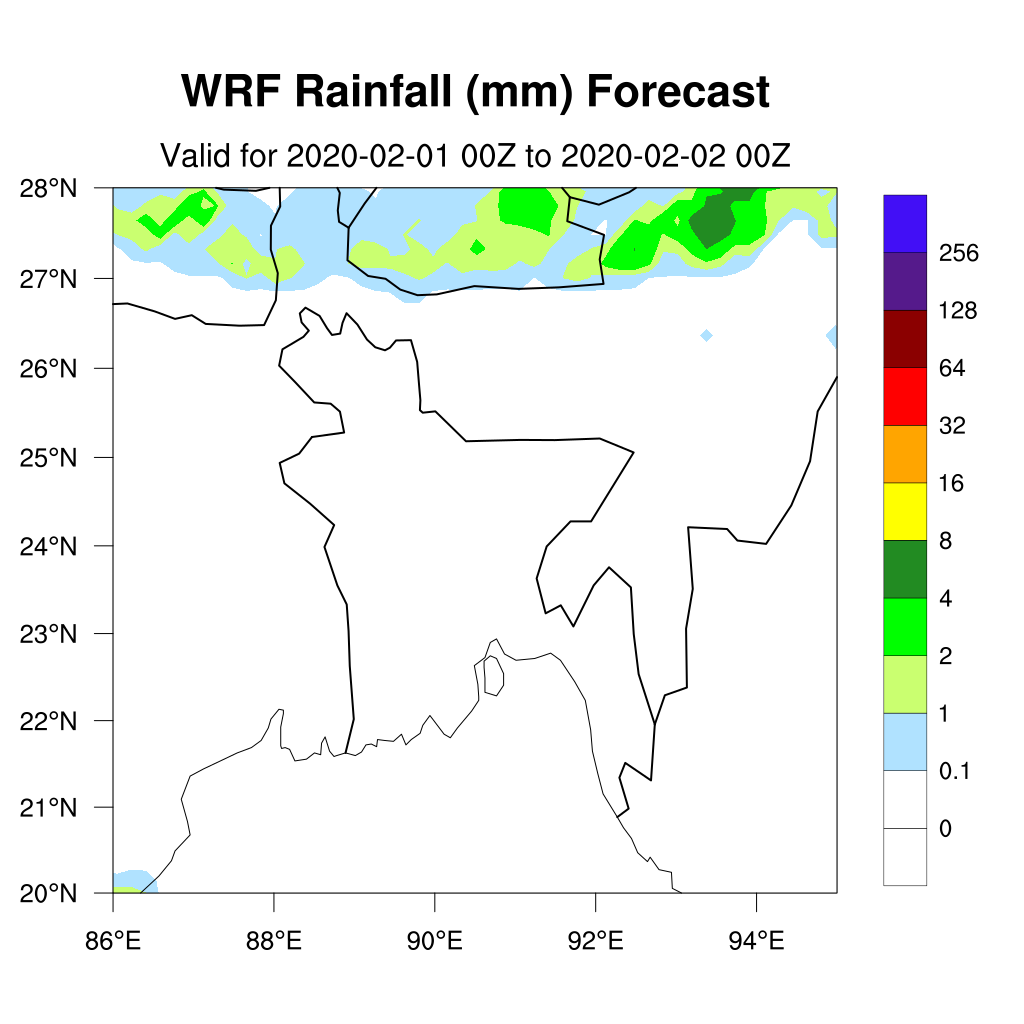 WRF Rainfall (mm) Forecast
Valid for 2020-02-01 00Z to 2020-02-02 00Z
28°N
27°N
26°N
25°N
24°N
23°N
22°N
21°N
20°N
86°E
88°E
90°E
92°E
94°E
256
128
64
32
16
8
4
2
1
0.1
0